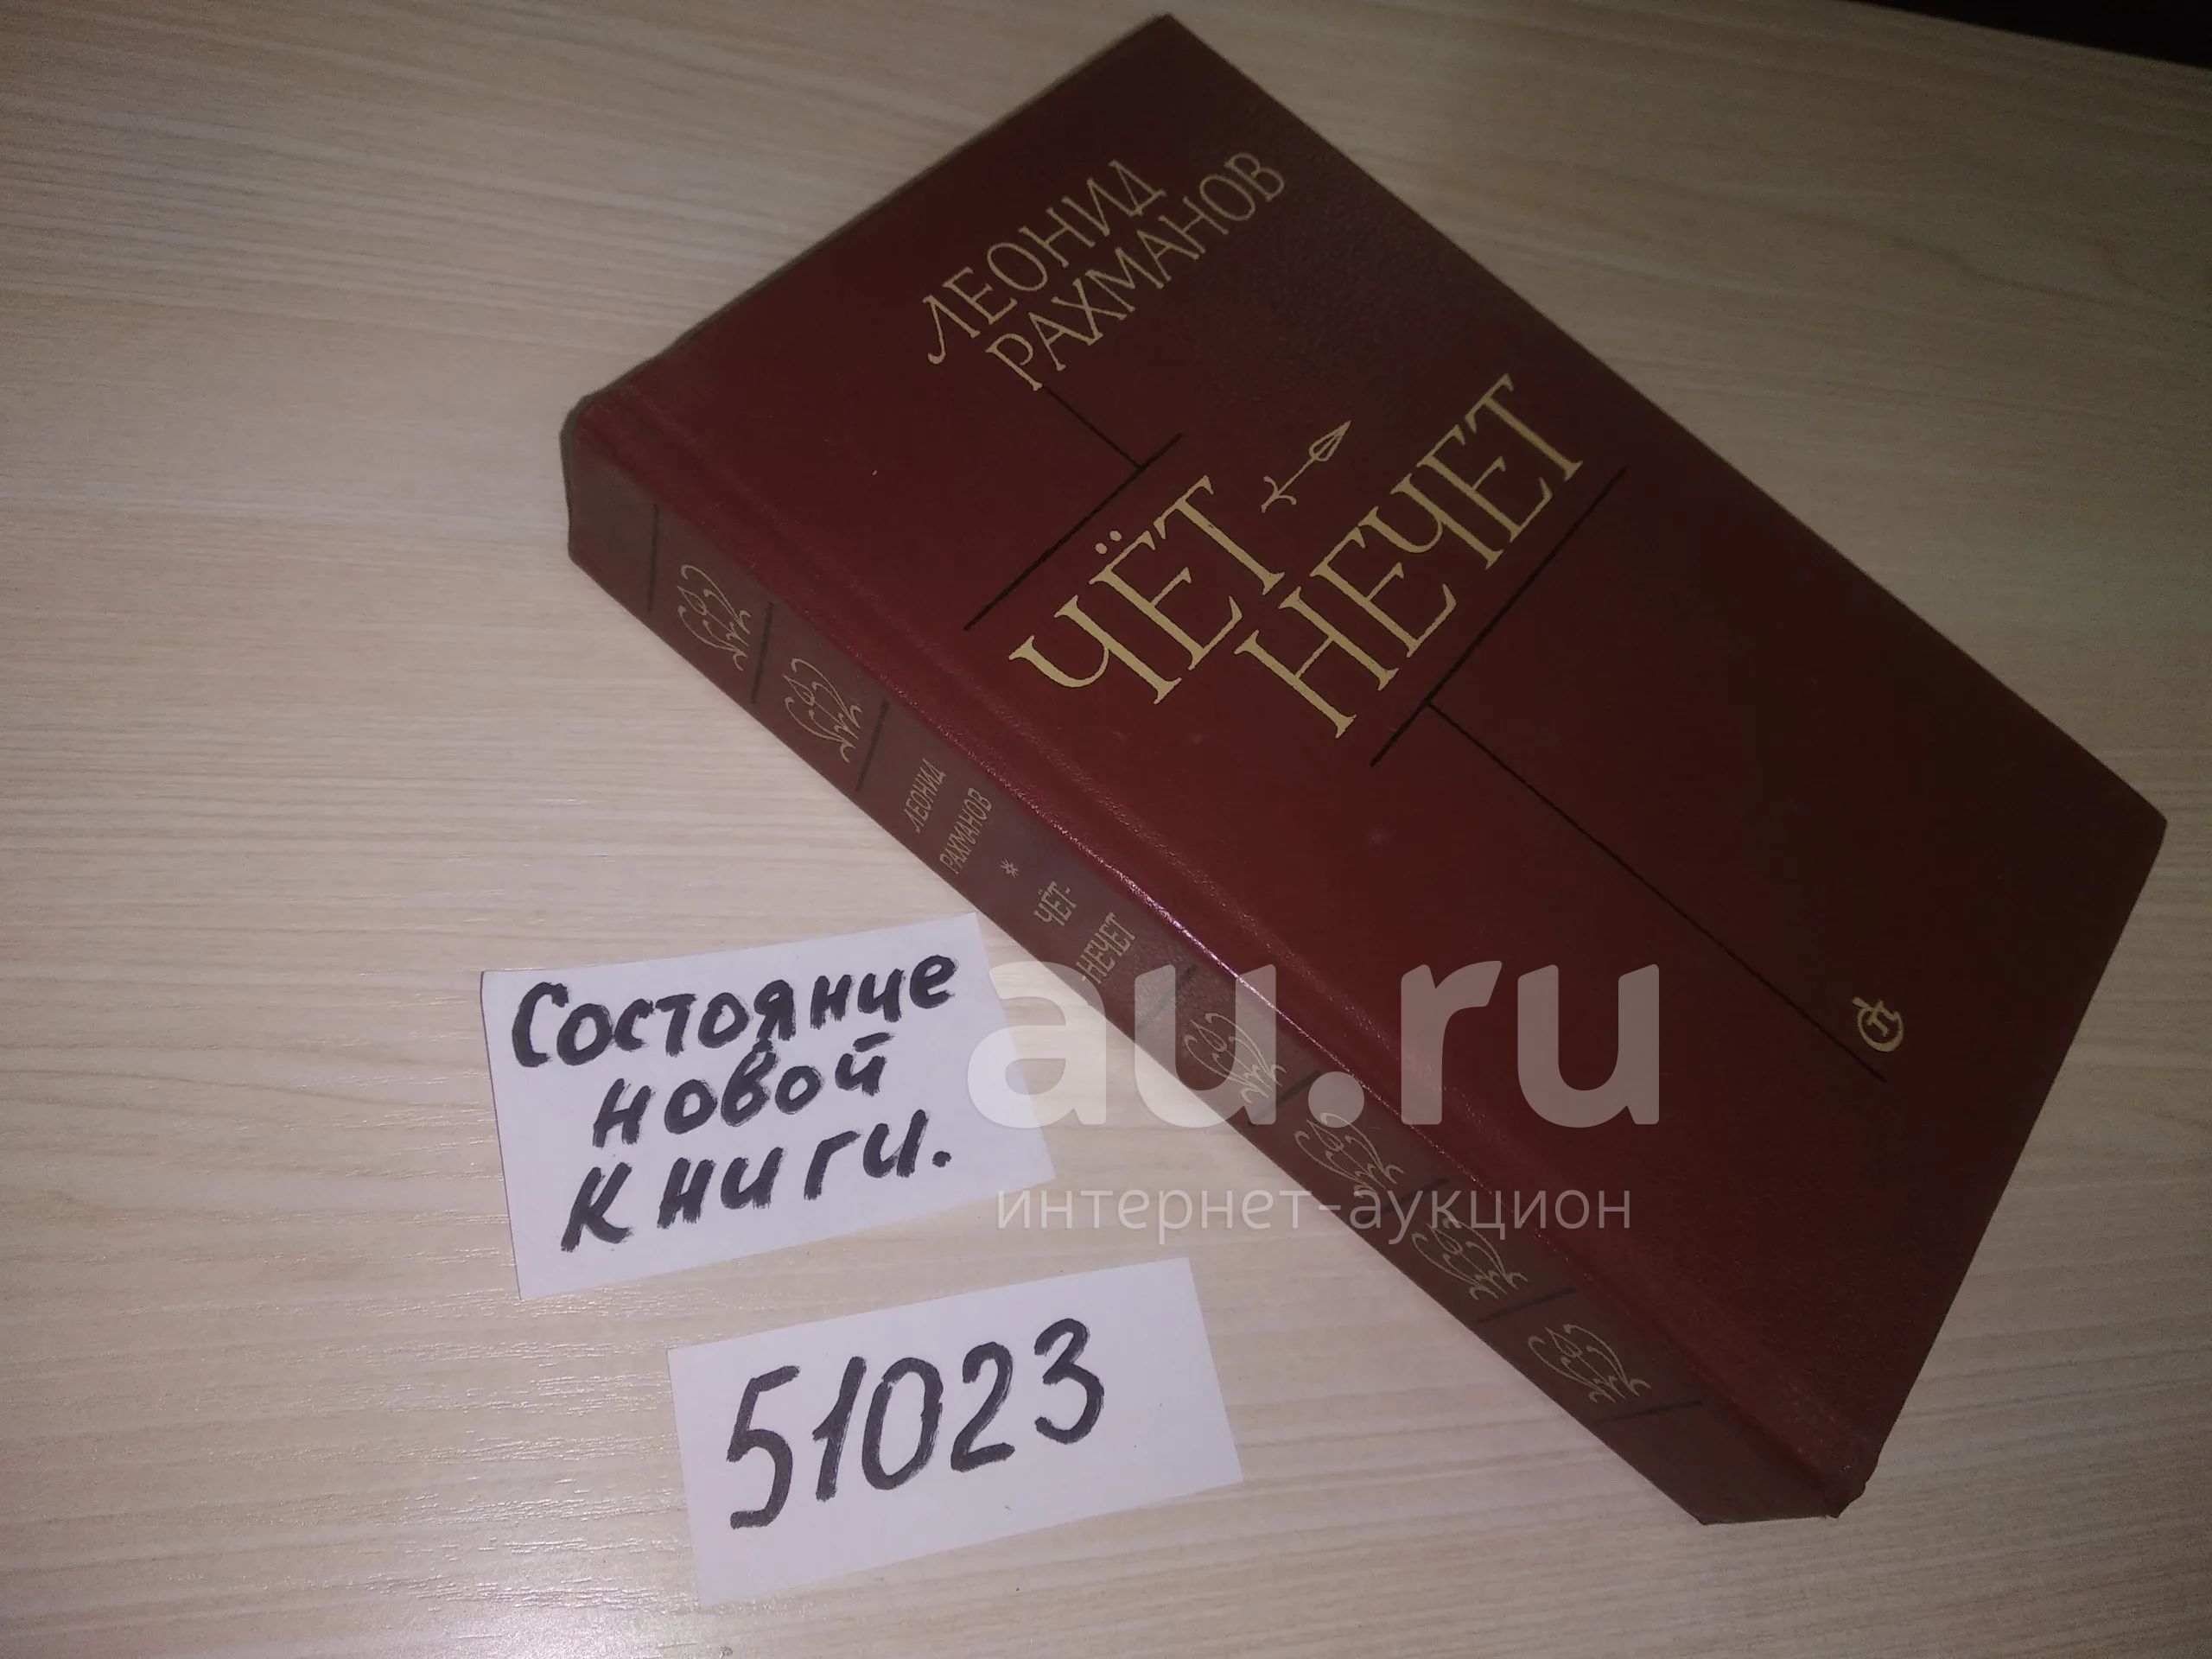 ЛЕОНИД
РАХМАНОВ
ЧЁТ
НЕЧЕТ
ЛЕОНИД
РАХМАНОВ
*
ЧЁТ-
-НЕЧЕТ
Состояние
новой
книги.
51023
au.ru
интернет-аукцион